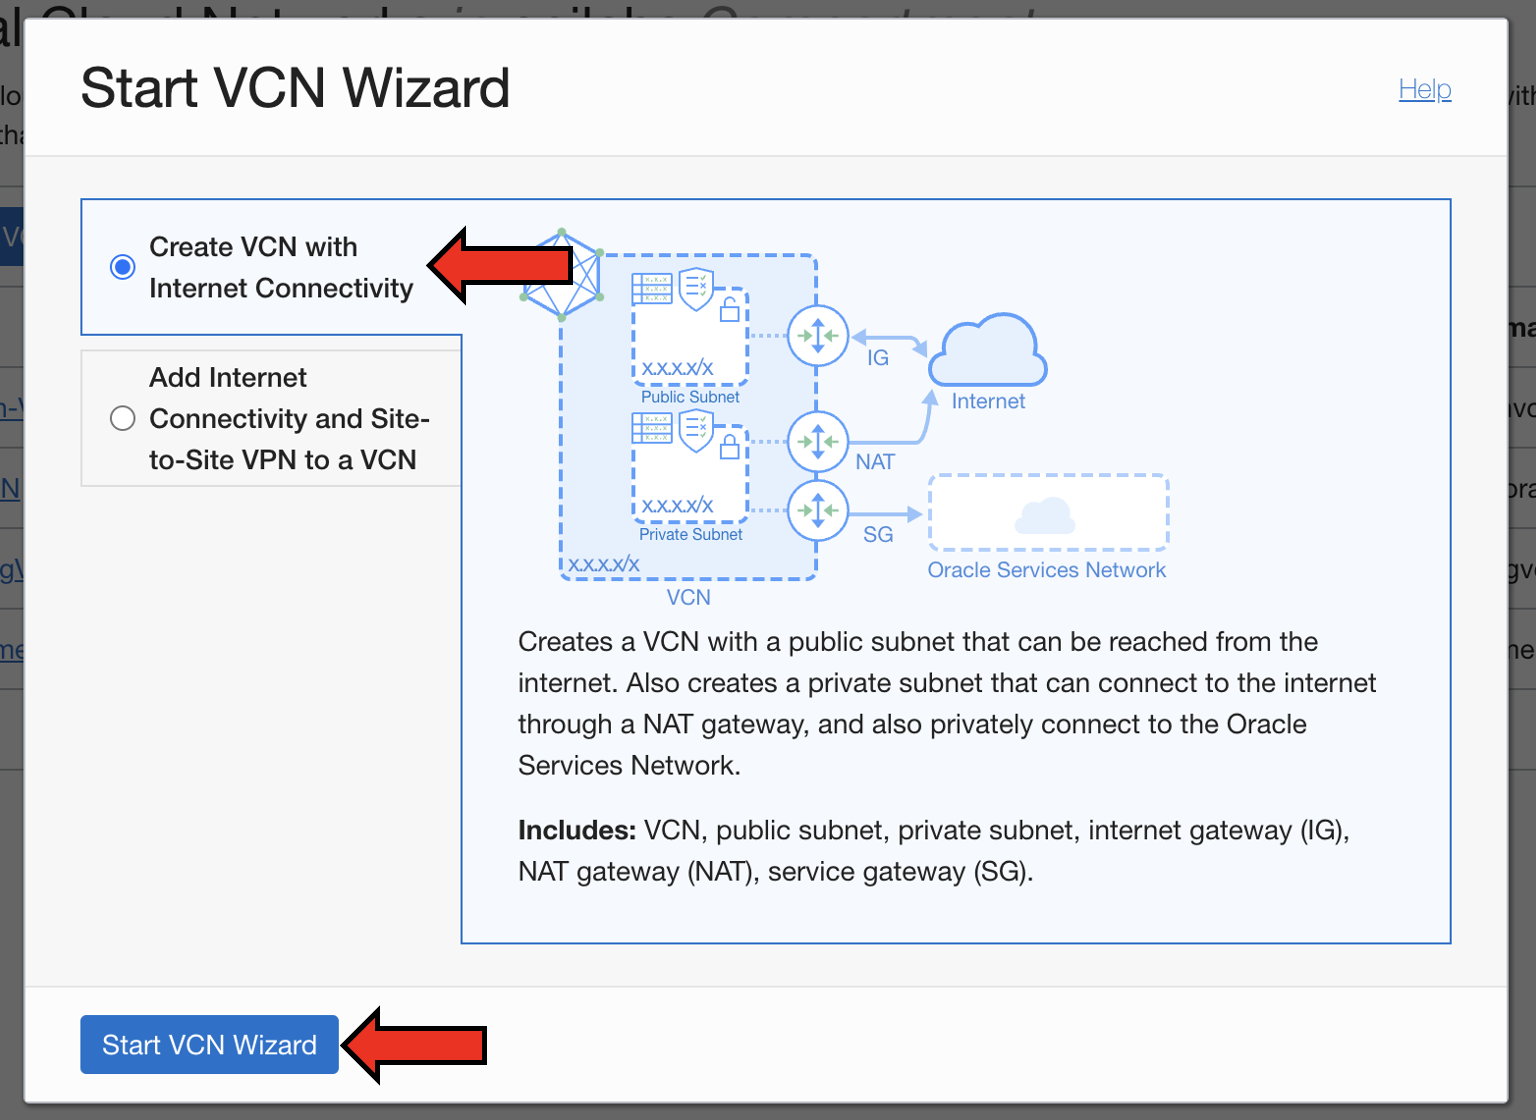 Start VCN Wizard
Help
Create VCN with
Internet Connectivity
Add Internet
Connectivity and Site-
to-Site VPN to a VCN
x.x.x.x/x
Public Subnet
x.x.x.x/x
Private Subnet
x.x.x.x/x
VCN
IG
Internet
NAT
SG
Oracle Services Network
Creates a VCN with a public subnet that can be reached from the
internet. Also creates a private subnet that can connect to the internet
through a NAT gateway, and also privately connect to the Oracle
Services Network.
Includes: VCN, public subnet, private subnet, internet gateway (IG),
NAT gateway (NAT), service gateway (SG).
Start VCN Wizard